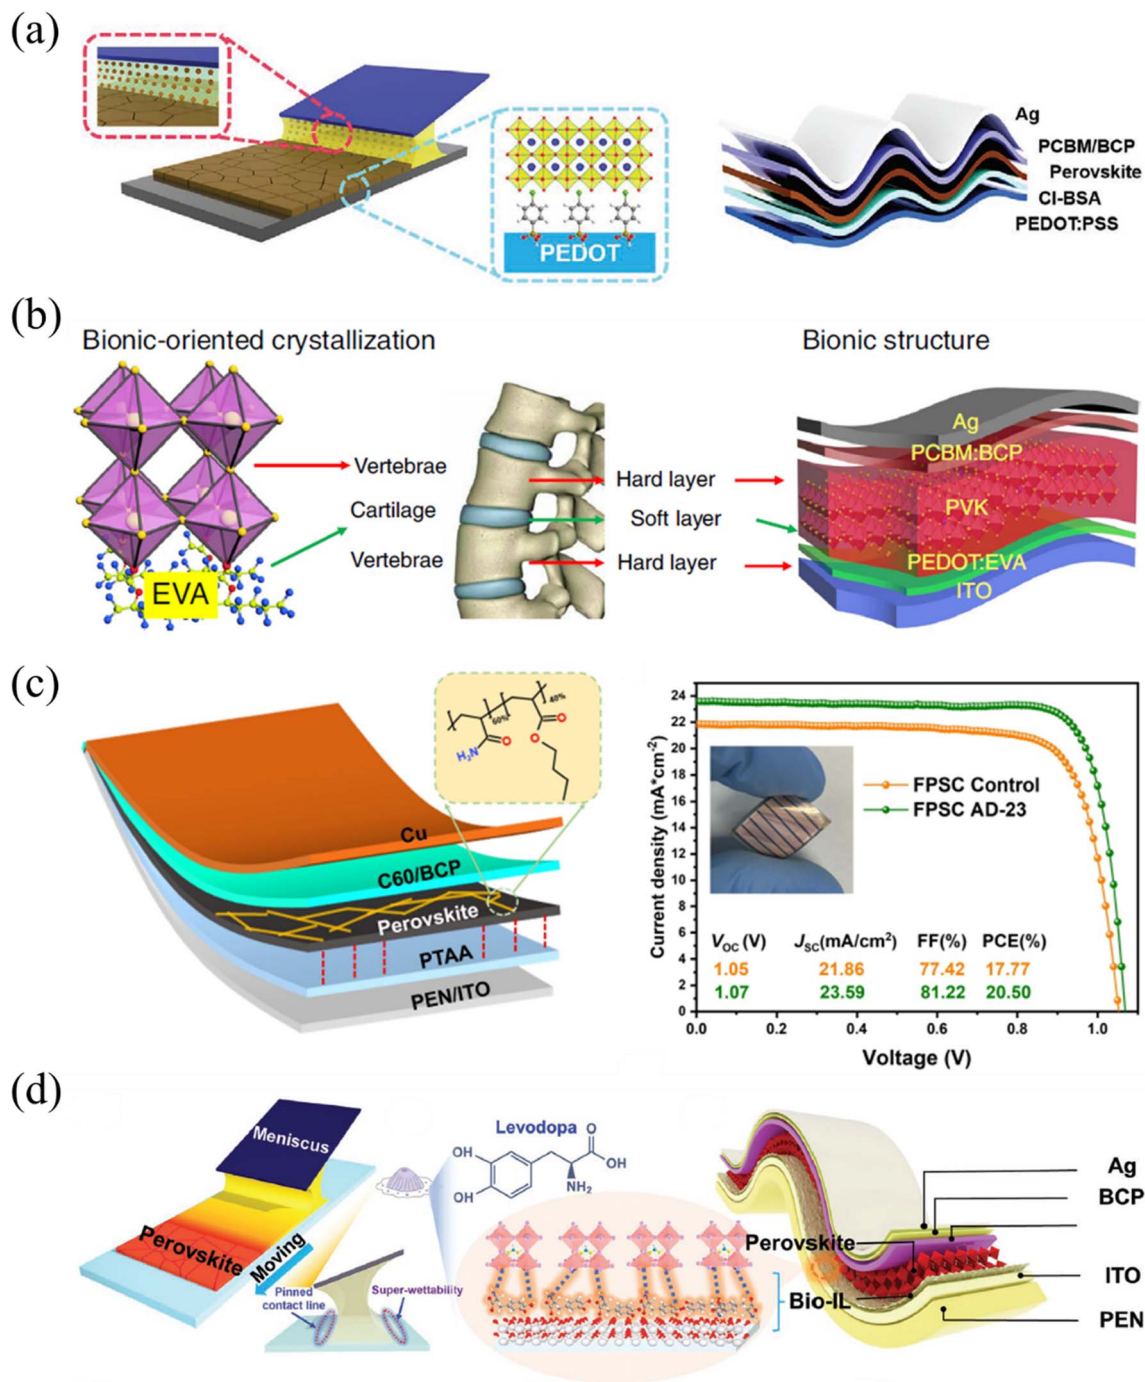 (a)
PEDOT
Ag
PCBM/BCP
Perovskite
Cl-BSA
PEDOT:PSS
(b)
Bionic-oriented crystallization
Bionic structure
EVA
Vertebrae
Cartilage
Vertebrae
Hard layer
Soft layer
Hard layer
Ag
PCBM:BCP
PVK
PEDOT:EVA
ITO
(c)
60%
40%
H2N
O
O
O
Cu
C60/BCP
Perovskite
PTAA
PEN/ITO
24
22
20
18
16
14
12
10
8
6
4
2
0
Current density (mA*cm-2)
FPSC Control
FPSC AD-23
VOC (V) JSC(mA/cm2) FF(%) PCE(%)
1.05 21.86 77.42 17.77
1.07 23.59 81.22 20.50
0.0 0.2 0.4 0.6 0.8 1.0
Voltage (V)
(d)
Meniscus
Perovskite
Moving
Pinned
contact line
Super-wettability
Levodopa
HO
OH
O
OH
NH2
Perovskite
Bio-IL
Ag
BCP
ITO
PEN